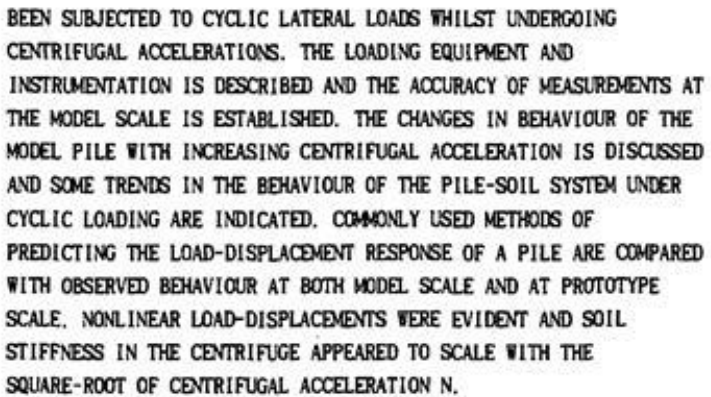 BEEN SUBJECTED TO CYCLIC LATERAL LOADS WHILST UNDERGOING
CENTRIFUGAL ACCELERATIONS. THE LOADING EQUIPMENT AND
INSTRUMENTATION IS DESCRIBED AND THE ACCURACY OF MEASUREMENTS AT
THE MODEL SCALE IS ESTABLISHED. THE CHANGES IN BEHAVIOUR OF THE
MODEL PILE WITH INCREASING CENTRIFUGAL ACCELERATION IS DISCUSSED
AND SOME TRENDS IN THE BEHAVIOUR OF THE PILE-SOIL SYSTEM UNDER
CYCLIC LOADING ARE INDICATED. COMMONLY USED METHODS OF
PREDICTING THE LOAD-DISPLACEMENT RESPONSE OF A PILE ARE COMPARED
WITH OBSERVED BEHAVIOUR AT BOTH MODEL SCALE AND AT PROTOTYPE
SCALE. NONLINEAR LOAD-DISPLACEMENTS WERE EVIDENT AND SOIL
STIFFNESS IN THE CENTRIFUGE APPEARED TO SCALE WITH THE
SQUARE-ROOT OF CENTRIFUGAL ACCELERATION N.